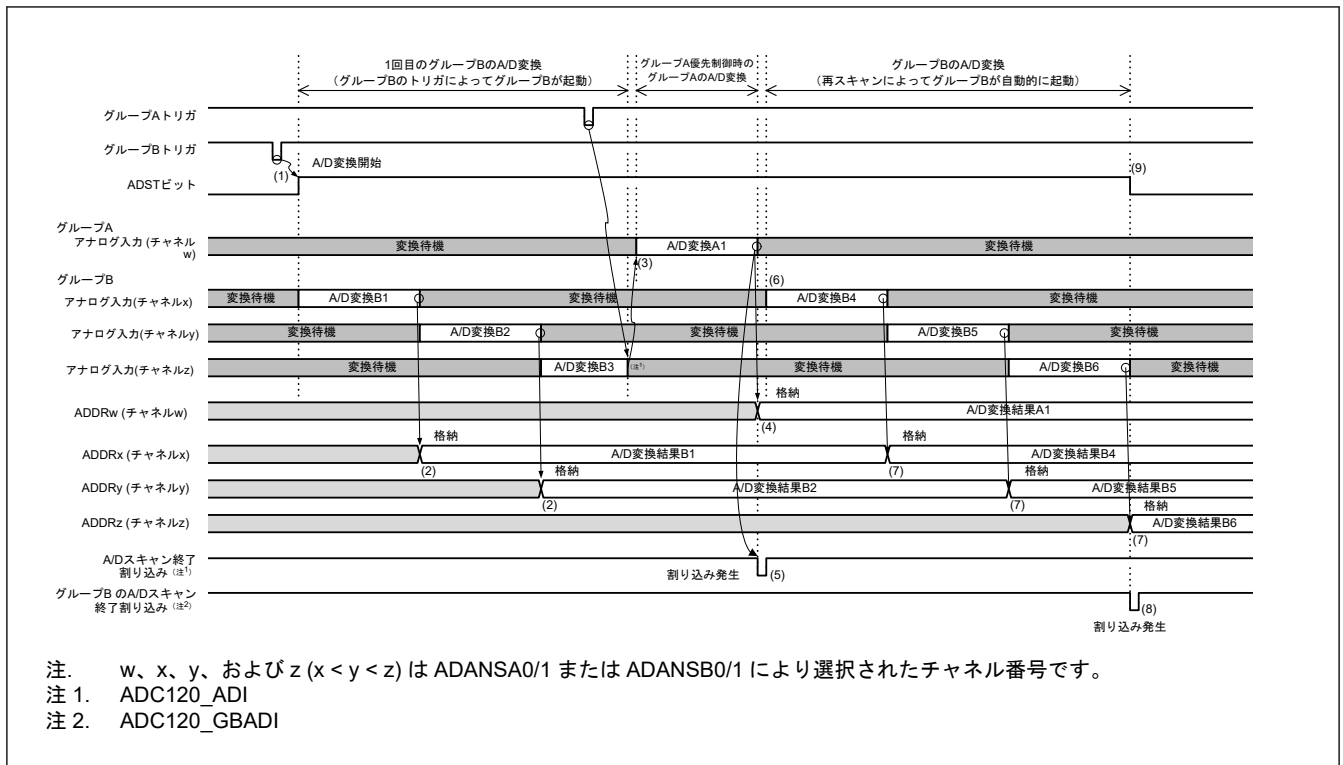 1回目のグループBのA/D変換
（グループBのトリガによってグループBが起動）
グループA優先制御時の
グループAのA/D変換
グループBのA/D変換
（再スキャンによってグループBが自動的に起動）
グループAトリガ
グループBトリガ
(1)
A/D変換開始
ADSTビット
(9)
グループA
アナログ入力 (チャネル
w)
変換待機
A/D変換A1
変換待機
(3)
グループB
(6)
アナログ入力(チャネルx)
変換待機
A/D変換B1
変換待機
A/D変換B4
変換待機
アナログ入力(チャネルy)
変換待機
A/D変換B2
変換待機
A/D変換B5
変換待機
アナログ入力(チャネルz)
変換待機
A/D変換B3
(注1)
変換待機
A/D変換B6
変換待機
格納
ADDRw (チャネルw)
A/D変換結果A1
(4)
格納
格納
ADDRx (チャネルx)
A/D変換結果B1
A/D変換結果B4
(2)
(7)
格納
格納
ADDRy (チャネルy)
A/D変換結果B2
A/D変換結果B5
(2)
(7)
格納
ADDRz (チャネルz)
A/D変換結果B6
(7)
A/Dスキャン終了
割り込み (注1)
割り込み発生
(5)
グループB のA/Dスキャン
終了割り込み (注2)
(8)
割り込み発生
注. w、x、y、および z (x < y < z) は ADANSA0/1 または ADANSB0/1 により選択されたチャネル番号です。
注 1. ADC120_ADI
注 2. ADC120_GBADI